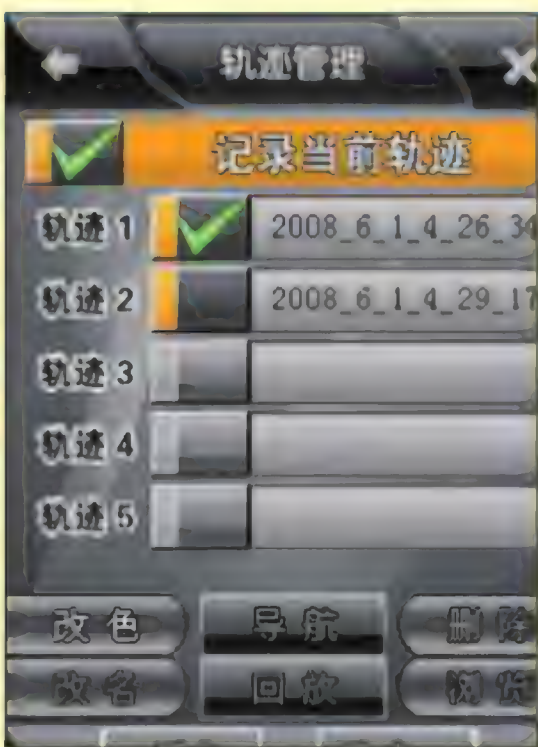 轨迹管理
记录当前轨迹
轨迹 1 2008_6_1_4_26_34
轨迹 2 2008_6_1_4_29_17
轨迹 3
轨迹 4
轨迹 5
改色 导航 删除
改名 回放 浏览